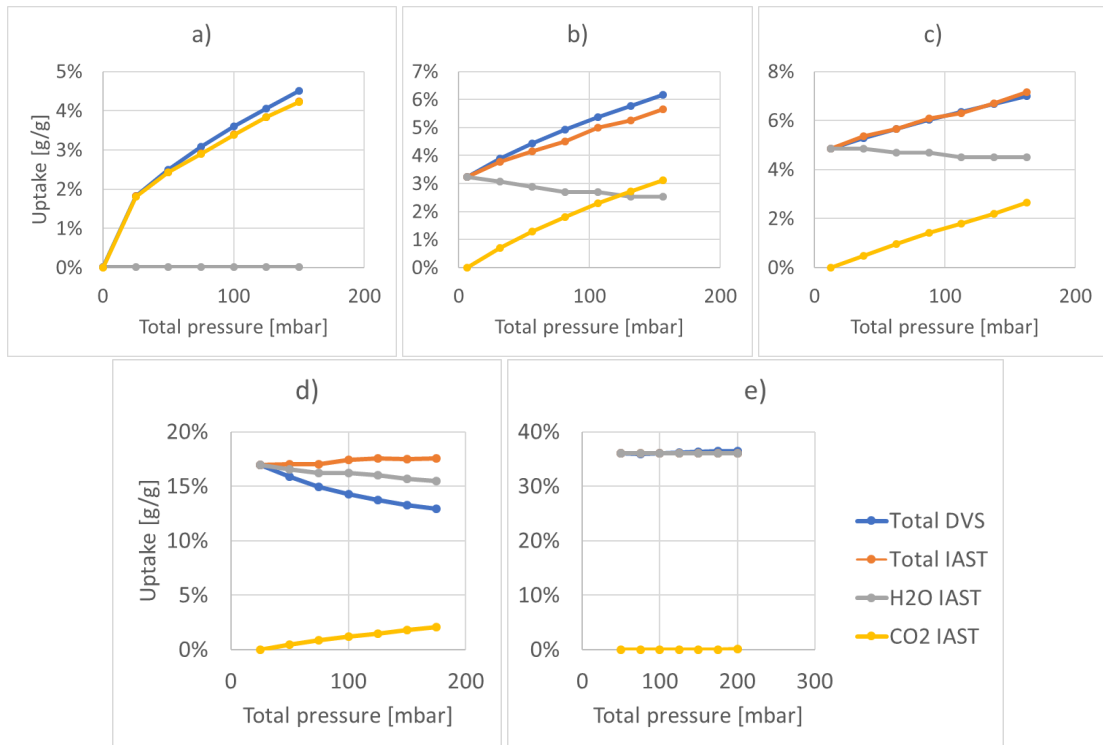 a)
5%
4%
3%
2%
1%
0%
Uptake [g/g]
0 100 200
Total pressure [mbar]
b)
7%
6%
5%
4%
3%
2%
1%
0%
0 100 200
Total pressure [mbar]
c)
8%
6%
4%
2%
0%
0 100 200
Total pressure [mbar]
d)
20%
15%
10%
5%
0%
Uptake [g/g]
0 100 200
Total pressure [mbar]
e)
40%
30%
20%
10%
0%
0 100 200 300
Total pressure [mbar]
Total DVS
Total IAST
H2O IAST
CO2 IAST